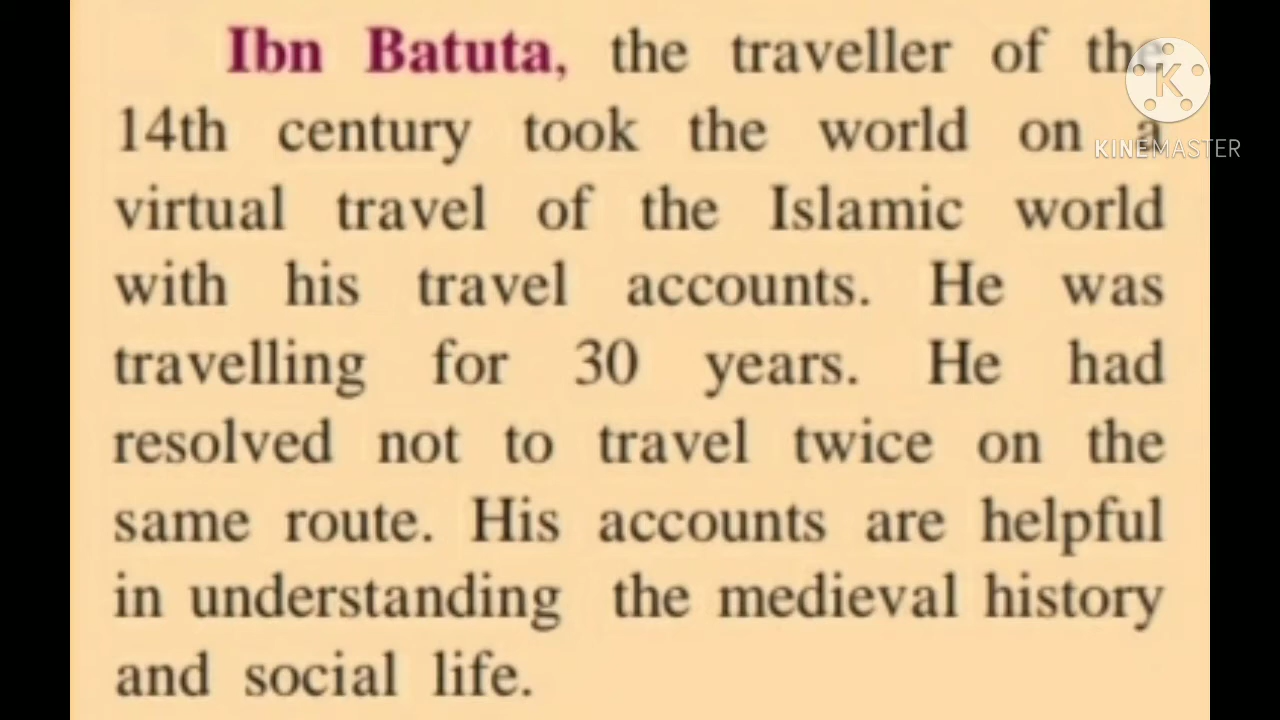 Ibn Batuta, the traveller of the
14th century took the world on a
virtual travel of the Islamic world
with his travel accounts. He was
travelling for 30 years. He had
resolved not to travel twice on the
same route. His accounts are helpful
in understanding the medieval history
and social life.
K
KINEMASTER